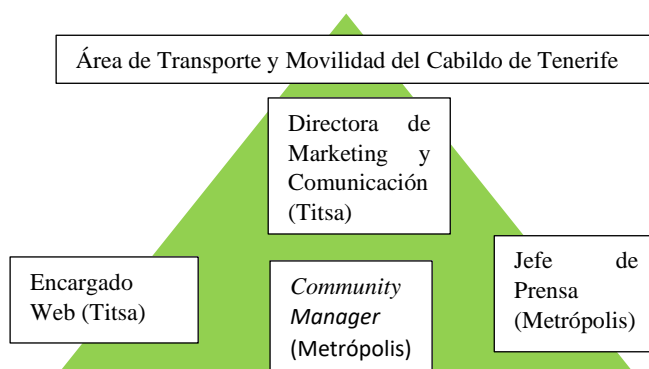 Área de Transporte y Movilidad del Cabildo de Tenerife
Directora de
Marketing y
Comunicación
(Titsa)
Encargado
Web (Titsa)
Community
Manager
(Metrópolis)
Jefe de
Prensa
(Metrópolis)